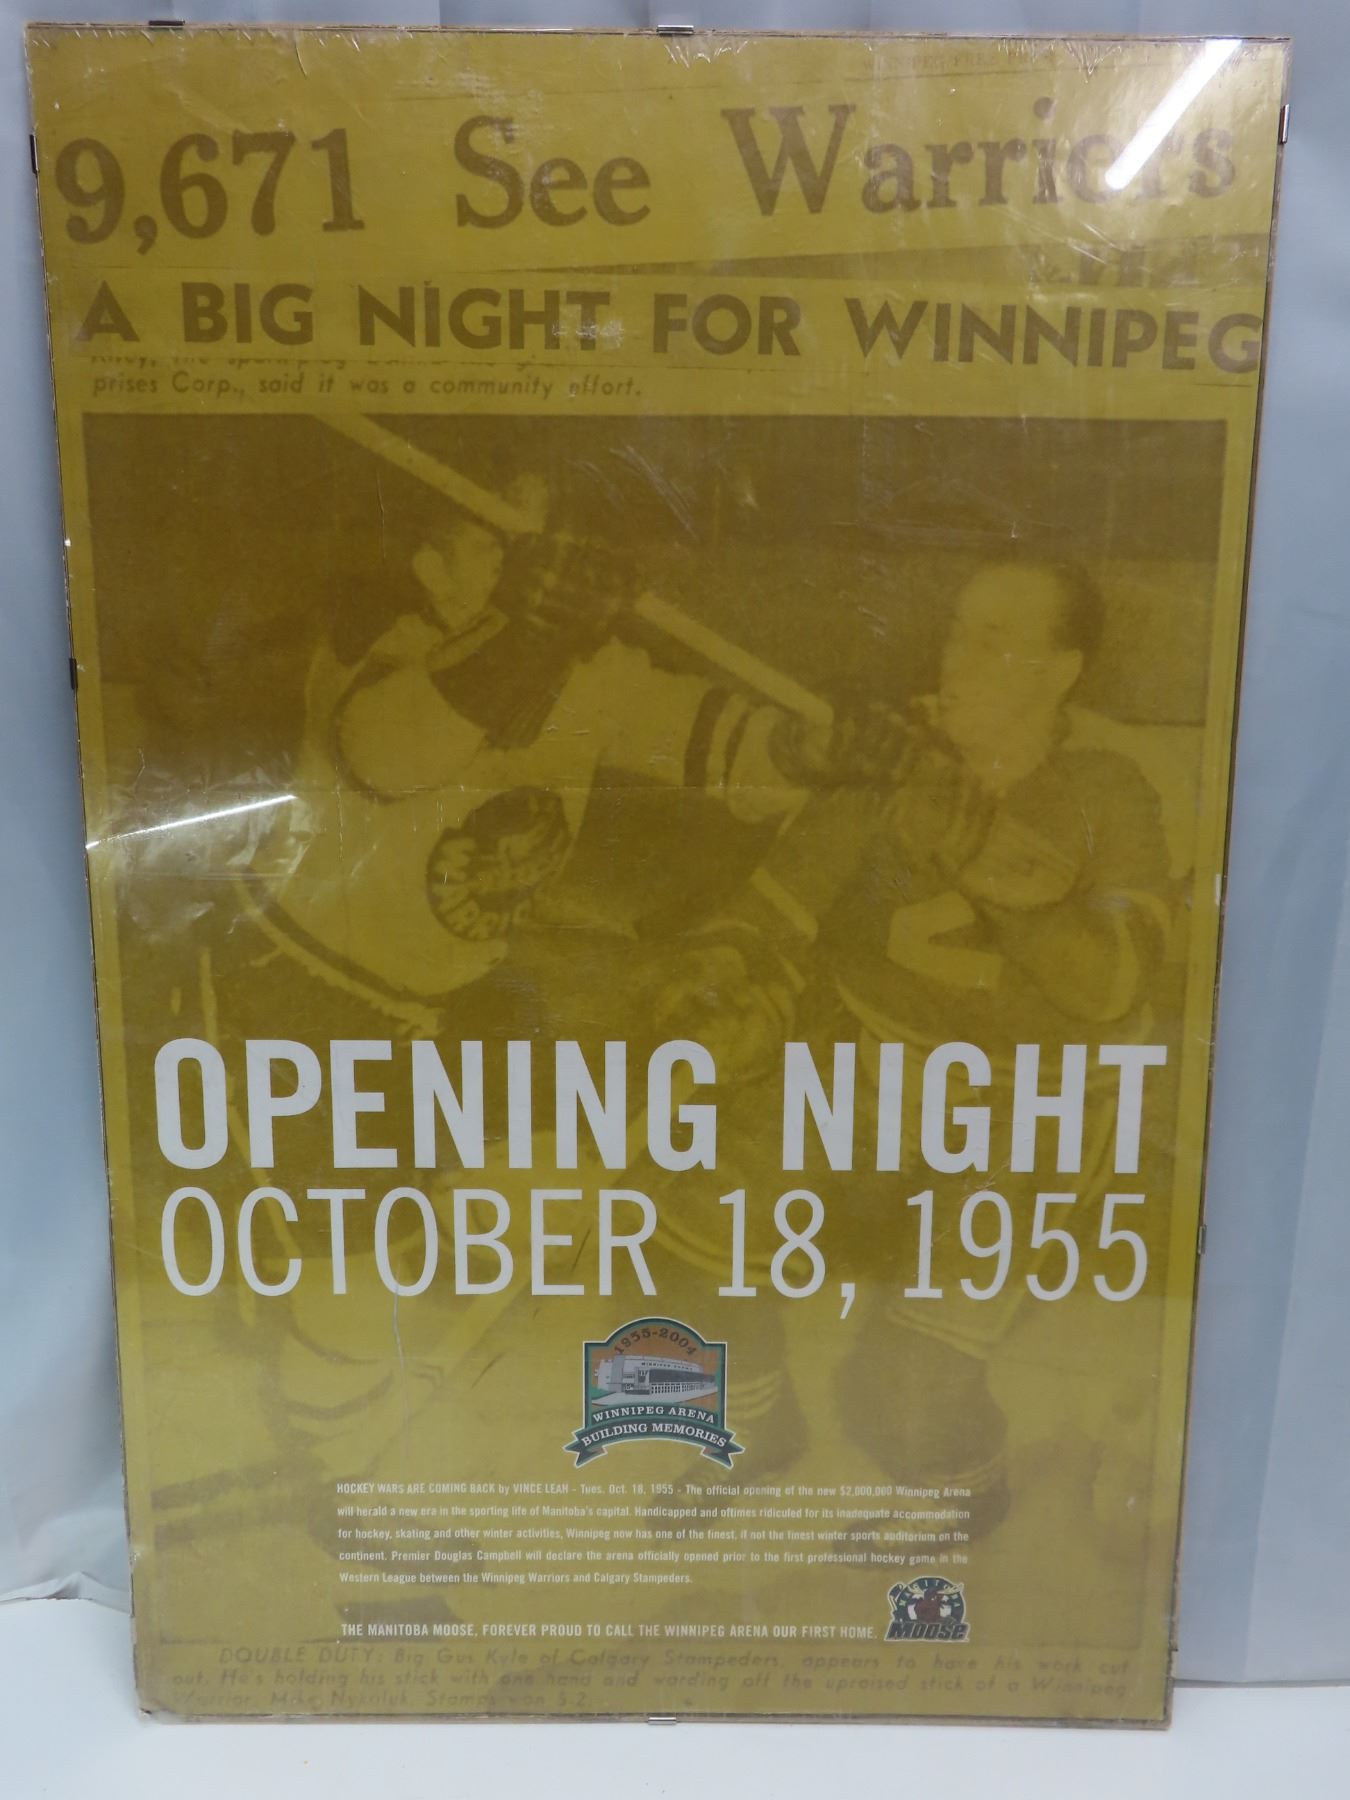 WINNIPEG FREE
9,671 See Warriors
A BIG NIGHT FOR WINNIPEG
prises Corp., said it was a community effort.
WARRIO
OPENING NIGHT
OCTOBER 18, 1955
1955-2004
WINNIPEG ARENA
WINNIPEG ARENA
BUILDING MEMORIES
HOCKEY WARS ARE COMING BACK by VINCE LEAH - Tues. Oct. 18, 1955 - The official opening of the new $2,000,000 Winnipeg Arena
will herald a new era in the sporting life of Manitoba's capital. Handicapped and oftimes ridiculed for its inadequate accommodation
for hockey, skating and other winter activities, Winnipeg now has one of the finest, if not the finest winter sports auditorium on the
continent. Premier Douglas Campbell will declare the arena officially opened prior to the first professional hockey game in the
Western League between the Winnipeg Warriors and Calgary Stampeders.
MANITOBA
MOOSE
THE MANITOBA MOOSE, FOREVER PROUD TO CALL THE WINNIPEG ARENA OUR FIRST HOME.
DOUBLE DUTY: Big Gus Kyle of Calgary Stampeders, appears to have his work cut
out. He's holding his stick with one hand and warding off the upraised stick of a Winnipeg
Warrior, Mike Nykoluk. Stamps won 5-2.